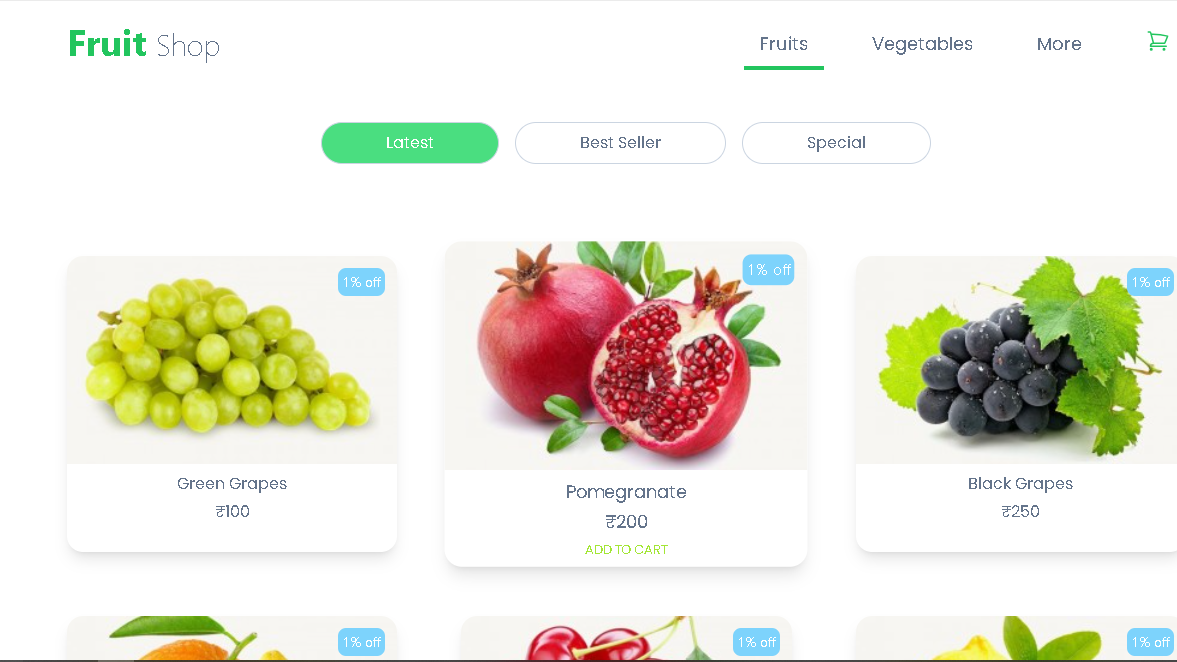 Fruit Shop
Fruits
Vegetables
More
Latest
Best Seller
Special
1% off
1% off
1% off
Green Grapes
₹100
Pomegranate
₹200
ADD TO CART
Black Grapes
₹250
1% off
1% off
1% off